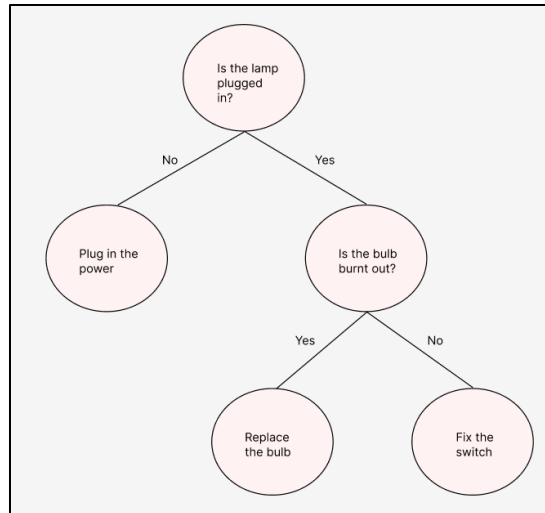 Is the lamp
plugged
in?
No
Yes
Plug in the
power
Is the bulb
burnt out?
Yes
No
Replace
the bulb
Fix the
switch